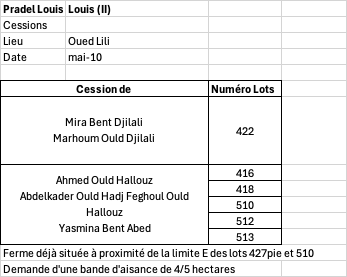 Pradel Louis Louis (II)
Cessions
Lieu Oued Lili
Date mai-10
Cession de Numéro Lots
Mira Bent Djilali
Marhoum Ould Djilali
422
Ahmed Ould Hallouz
Abdelkader Ould Hadj Feghoul Ould
Hallouz
Yasmina Bent Abed
416
418
510
512
513
Ferme déjà située à proximité de la limite E des lots 427pie et 510
Demande d'une bande d'aisance de 4/5 hectares